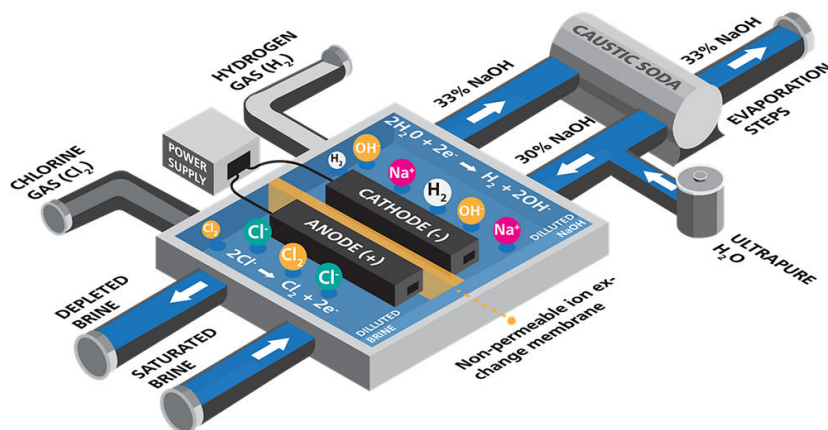 HYDROGEN
GAS (H₂)
33% NaOH
CAUSTIC SODA
33% NaOH
EVAPORATION
STEPS
30% NaOH
POWER
SUPPLY
CHLORINE
GAS (Cl₂)
2H₂0 + 2e⁻ → H₂ + 2OH⁻
H₂
OH⁻
Na⁺
H₂
OH⁻
Na⁺
CATHODE (-)
ANODE (+)
DILLUTED
NaOH
ULTRAPURE
H₂O
Cl₂
Cl⁻
Cl₂
Cl⁻
2Cl⁻ → Cl₂ + 2e⁻
DILLUTED BRINE
DEPLETED
BRINE
SATURATED
BRINE
Non-permeable ion ex-
change membrane